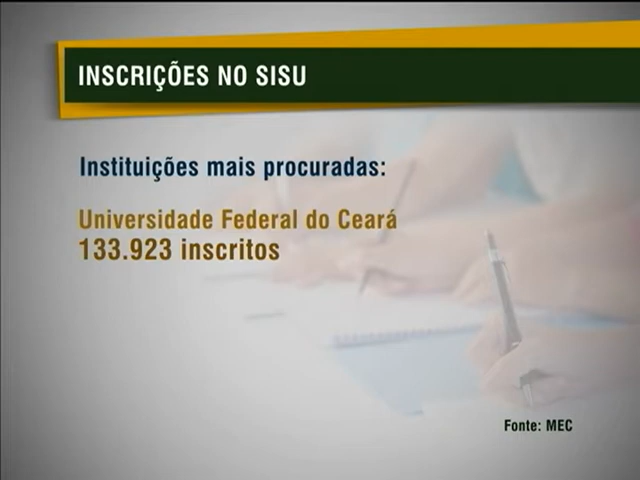 INSCRIÇÕES NO SISU
Instituições mais procuradas:
Universidade Federal do Ceará
133.923 inscritos
Fonte: MEC